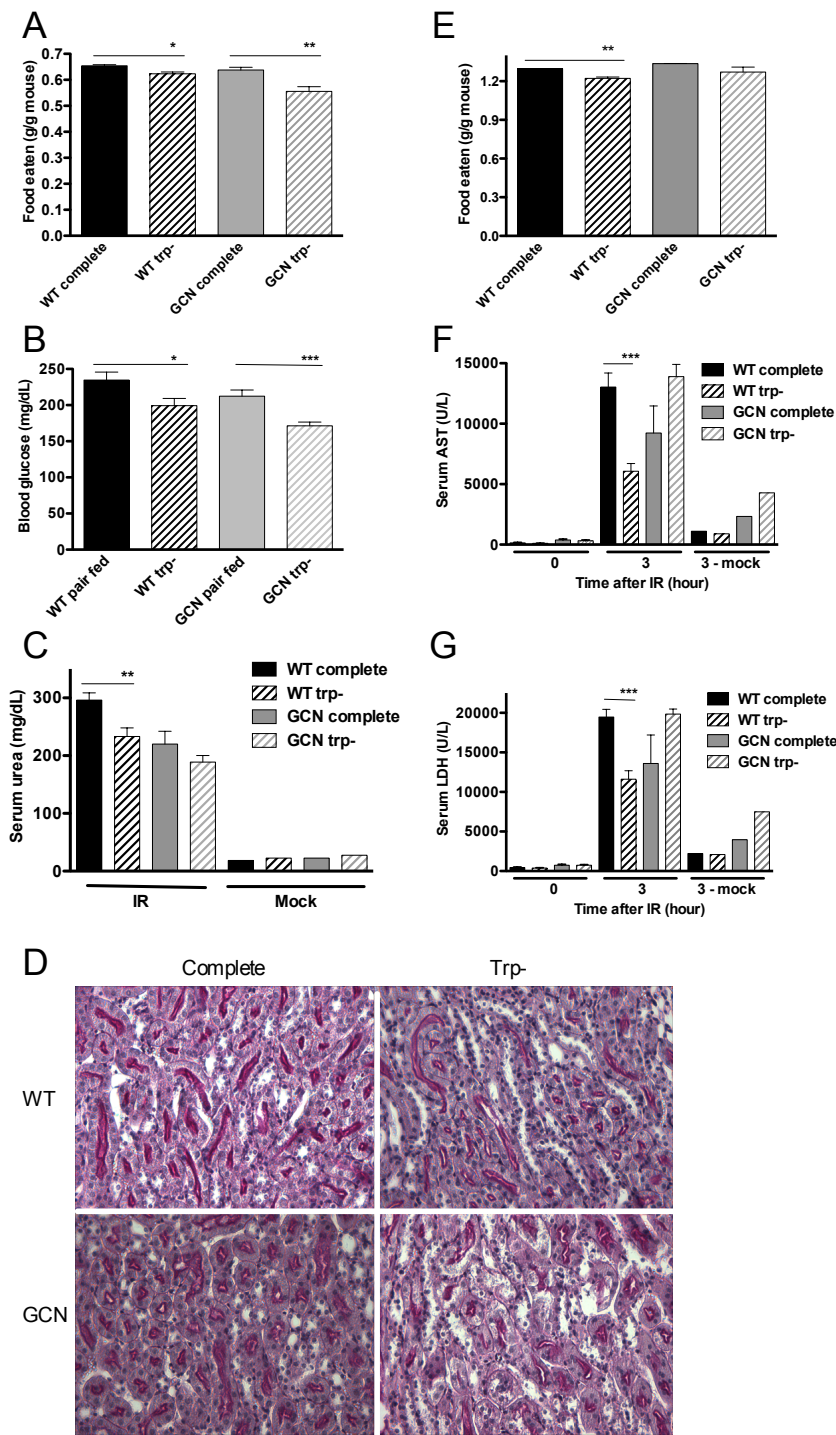 A
Food eaten (g/g mouse)
0.7
0.6
0.5
0.4
0.3
0.2
0.1
0.0
*
**
WT complete
WT trp-
GCN complete
GCN trp-
E
Food eaten (g/g mouse)
1.2
0.9
0.6
0.3
0.0
**
WT complete
WT trp-
GCN complete
GCN trp-
B
Blood glucose (mg/dL)
250
200
150
100
50
0
*
***
WT pair fed
WT trp-
GCN pair fed
GCN trp-
F
Serum AST (U/L)
15000
10000
5000
0
***
WT complete
WT trp-
GCN complete
GCN trp-
0
3
3 - mock
Time after IR (hour)
C
Serum urea (mg/dL)
300
200
100
0
**
WT complete
WT trp-
GCN complete
GCN trp-
IR
Mock
G
Serum LDH (U/L)
20000
15000
10000
5000
0
***
WT complete
WT trp-
GCN complete
GCN trp-
0
3
3 - mock
Time after IR (hour)
D
Complete
Trp-
WT
GCN